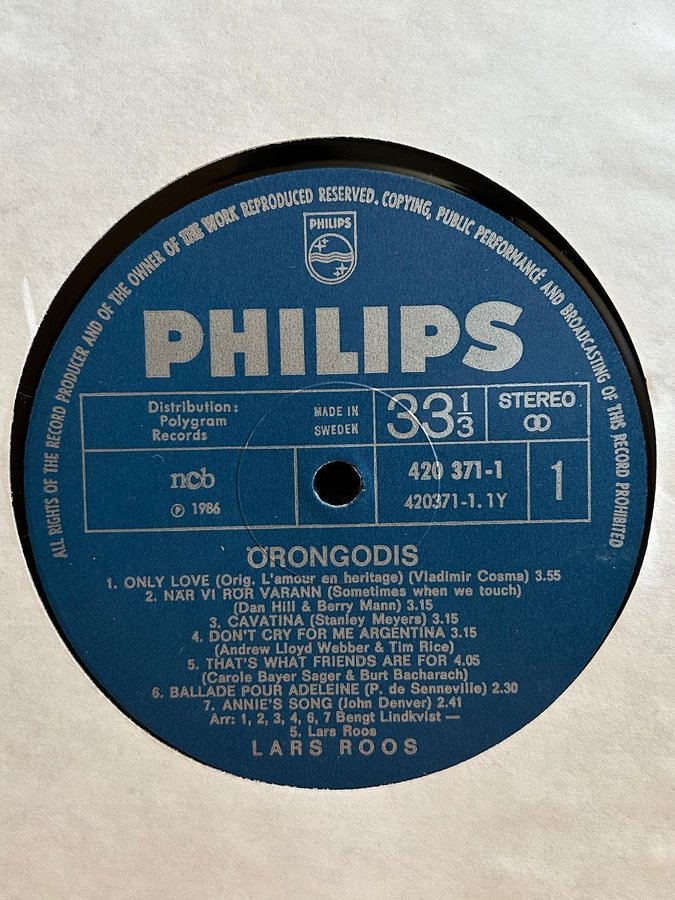 ALL RIGHTS OF THE RECORD PRODUCER AND OF THE OWNER OF THE WORK REPRODUCED RESERVED. COPYING, PUBLIC PERFORMANCE AND BROADCASTING OF THIS RECORD PROHIBITED
PHILIPS
PHILIPS
Distribution:
Polygram
Records
MADE IN
SWEDEN
33 1/3
STEREO
ncb
℗ 1986
420 371-1
420371-1.1Y
1
ÖRONGODIS
1. ONLY LOVE (Orig. L'amour en heritage) (Vladimir Cosma) 3.55
2. NÄR VI RÖR VARANN (Sometimes when we touch)
(Dan Hill & Berry Mann) 3.15
3. CAVATINA (Stanley Meyers) 3.15
4. DON'T CRY FOR ME ARGENTINA 3.15
(Andrew Lloyd Webber & Tim Rice)
5. THAT'S WHAT FRIENDS ARE FOR 4.05
(Carole Bayer Sager & Burt Bacharach)
6. BALLADE POUR ADELEINE (P. de Senneville) 2.30
7. ANNIE'S SONG (John Denver) 2.41
Arr: 1, 2, 3, 4, 6, 7 Bengt Lindkvist —
5. Lars Roos
LARS ROOS